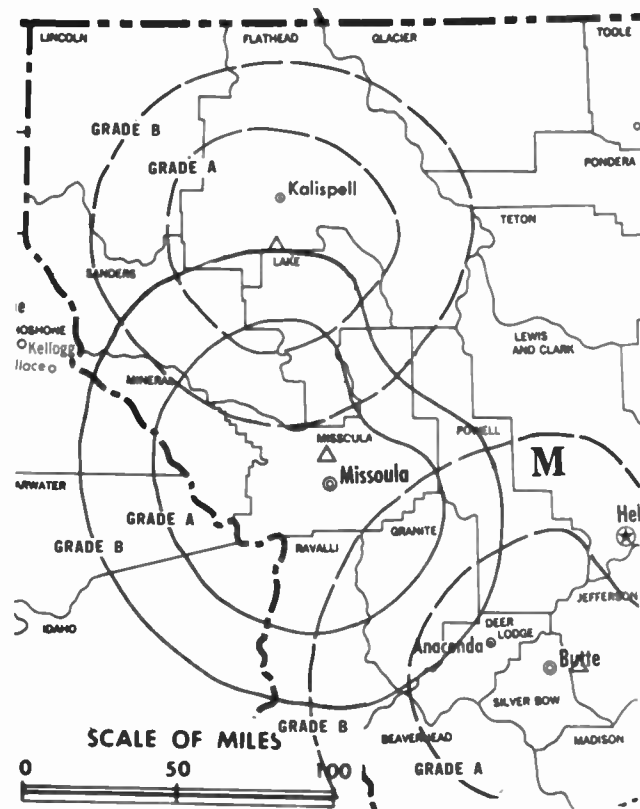 LINCOLN FLATHEAD GLACIER TOOLE
GRADE B
GRADE A
PONDERA
Kalispell
TETON
LAKE
SANDERS
LEWIS
AND CLARK
Kellogg
MINERAL
POWELL
MISSCULA
M
Missoula
GRADE A
GRADE B
GRANITE
RAVALLI
Hel
JEFFERSON
IDAHO
DEER
LODGE
Anaconda
Butte
SILVER BOW
GRADE B
BEAVERHEAD
MADISON
GRADE A
SCALE OF MILES
0 50 100